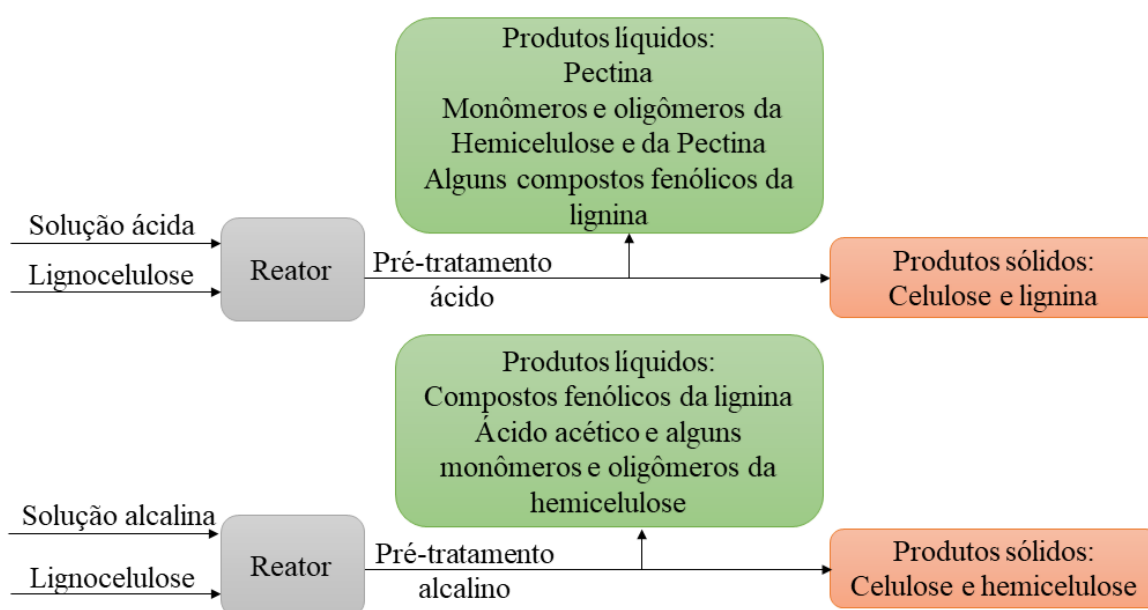 Produtos líquidos:
Pectina
Monômeros e oligômeros da
Hemicelulose e da Pectina
Alguns compostos fenólicos da
lignina
Solução ácida
Lignocelulose
Reator
Pré-tratamento
ácido
Produtos sólidos:
Celulose e lignina
Produtos líquidos:
Compostos fenólicos da lignina
Ácido acético e alguns
monômeros e oligômeros da
hemicelulose
Solução alcalina
Lignocelulose
Reator
Pré-tratamento
alcalino
Produtos sólidos:
Celulose e hemicelulose